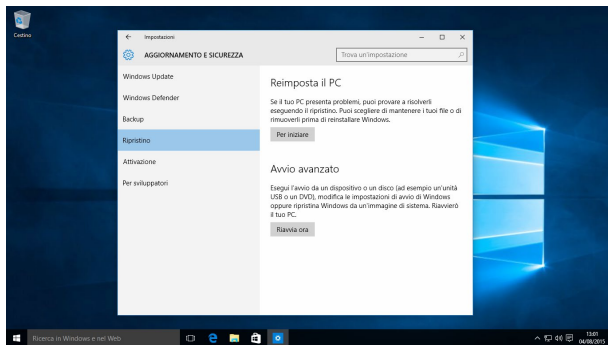 Cestino
Impostazioni
AGGIORNAMENTO E SICUREZZA
Trova un'impostazione
Windows Update
Windows Defender
Backup
Ripristino
Attivazione
Per sviluppatori
Reimposta il PC
Se il tuo PC presenta problemi, puoi provare a risolverli
eseguendo il ripristino. Puoi scegliere di mantenere i tuoi file o di
rimuoverli prima di reinstallare Windows.
Per iniziare
Avvio avanzato
Esegui l'avvio da un dispositivo o un disco (ad esempio un'unità
USB o un DVD), modifica le impostazioni di avvio di Windows
oppure ripristina Windows da un'immagine di sistema. Riavvierò
il tuo PC.
Riavvia ora
Ricerca in Windows e nel Web
13:01
04/08/2015